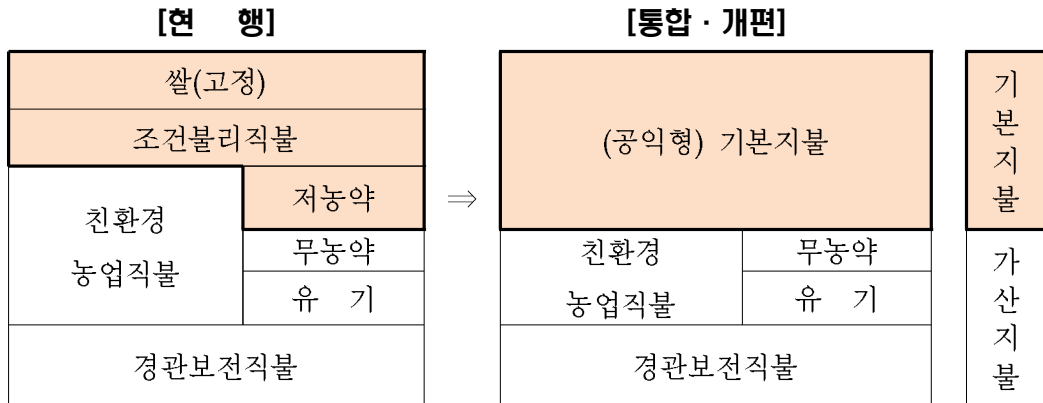 [현 행]
쌀(고정)
조건불리직불
친환경
농업직불
저농약
무농약
유 기
경관보전직불
⇒
[통합·개편]
(공익형) 기본지불
친환경
농업직불
무농약
유 기
경관보전직불
기
본
지
불
가
산
지
불